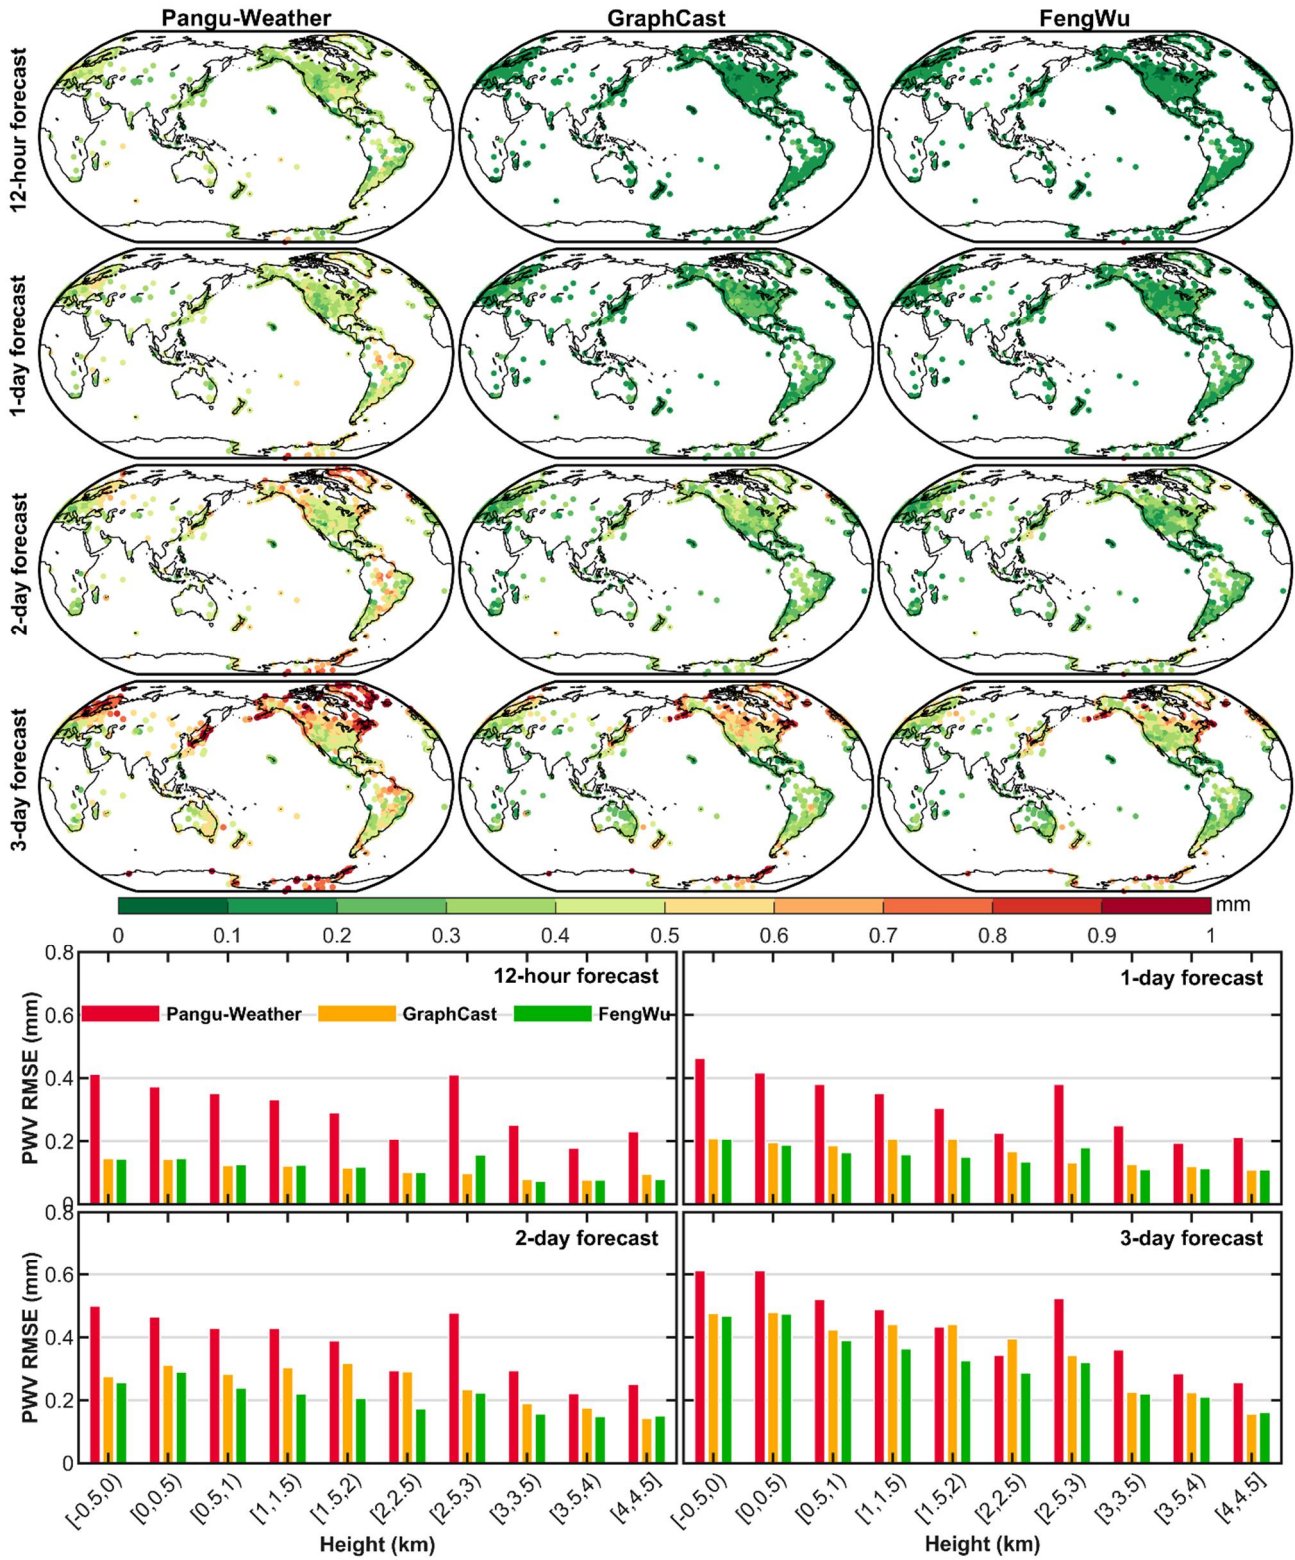 Pangu-Weather GraphCast FengWu
12-hour forecast
1-day forecast
2-day forecast
3-day forecast
mm
0 0.1 0.2 0.3 0.4 0.5 0.6 0.7 0.8 0.9 1
PWV RMSE (mm)
0.8
0.6
0.4
0.2
0
12-hour forecast
Pangu-Weather GraphCast FengWu
1-day forecast
PWV RMSE (mm)
0.8
0.6
0.4
0.2
0
2-day forecast
3-day forecast
[-0.5,0) [0,0.5) [0.5,1) [1,1.5) [1.5,2) [2,2.5) [2.5,3) [3,3.5) [3.5,4) [4,4.5]
Height (km)
[-0.5,0) [0,0.5) [0.5,1) [1,1.5) [1.5,2) [2,2.5) [2.5,3) [3,3.5) [3.5,4) [4,4.5]
Height (km)